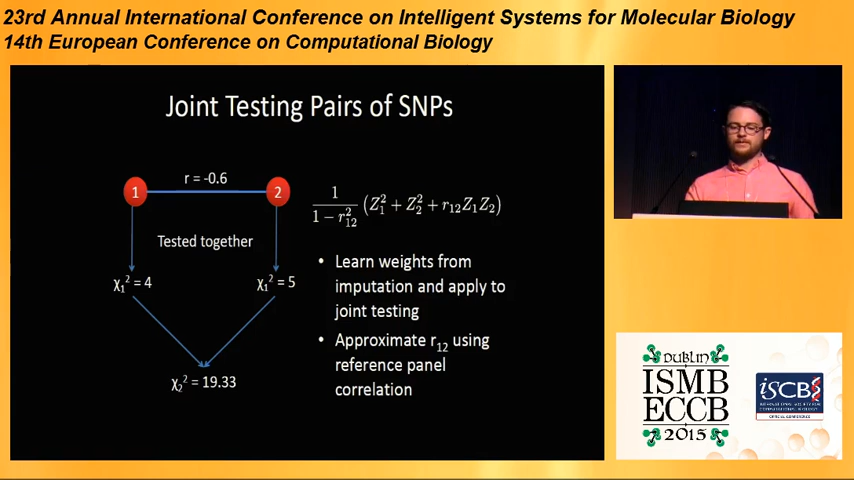 23rd Annual International Conference on Intelligent Systems for Molecular Biology
14th European Conference on Computational Biology
Joint Testing Pairs of SNPs
r = -0.6
1
2
Tested together
χ₁² = 4
χ₁² = 5
χ₂² = 19.33
1/(1 − r₁₂²) (Z₁² + Z₂² + r₁₂Z₁Z₂)
• Learn weights from
imputation and apply to
joint testing
• Approximate r₁₂ using
reference panel
correlation
DUBLIN
ISMB
ECCB
2015
iSCB